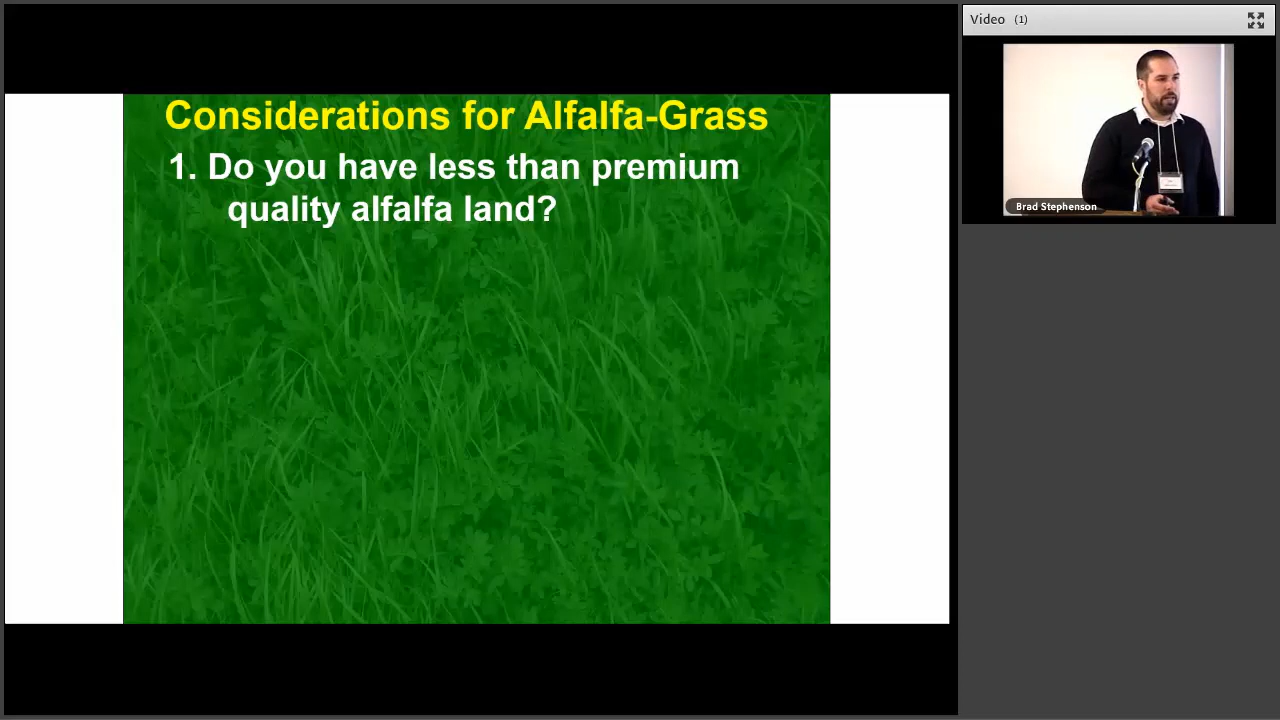 Considerations for Alfalfa-Grass
1. Do you have less than premium
quality alfalfa land?
Video (1)
Brad Stephenson